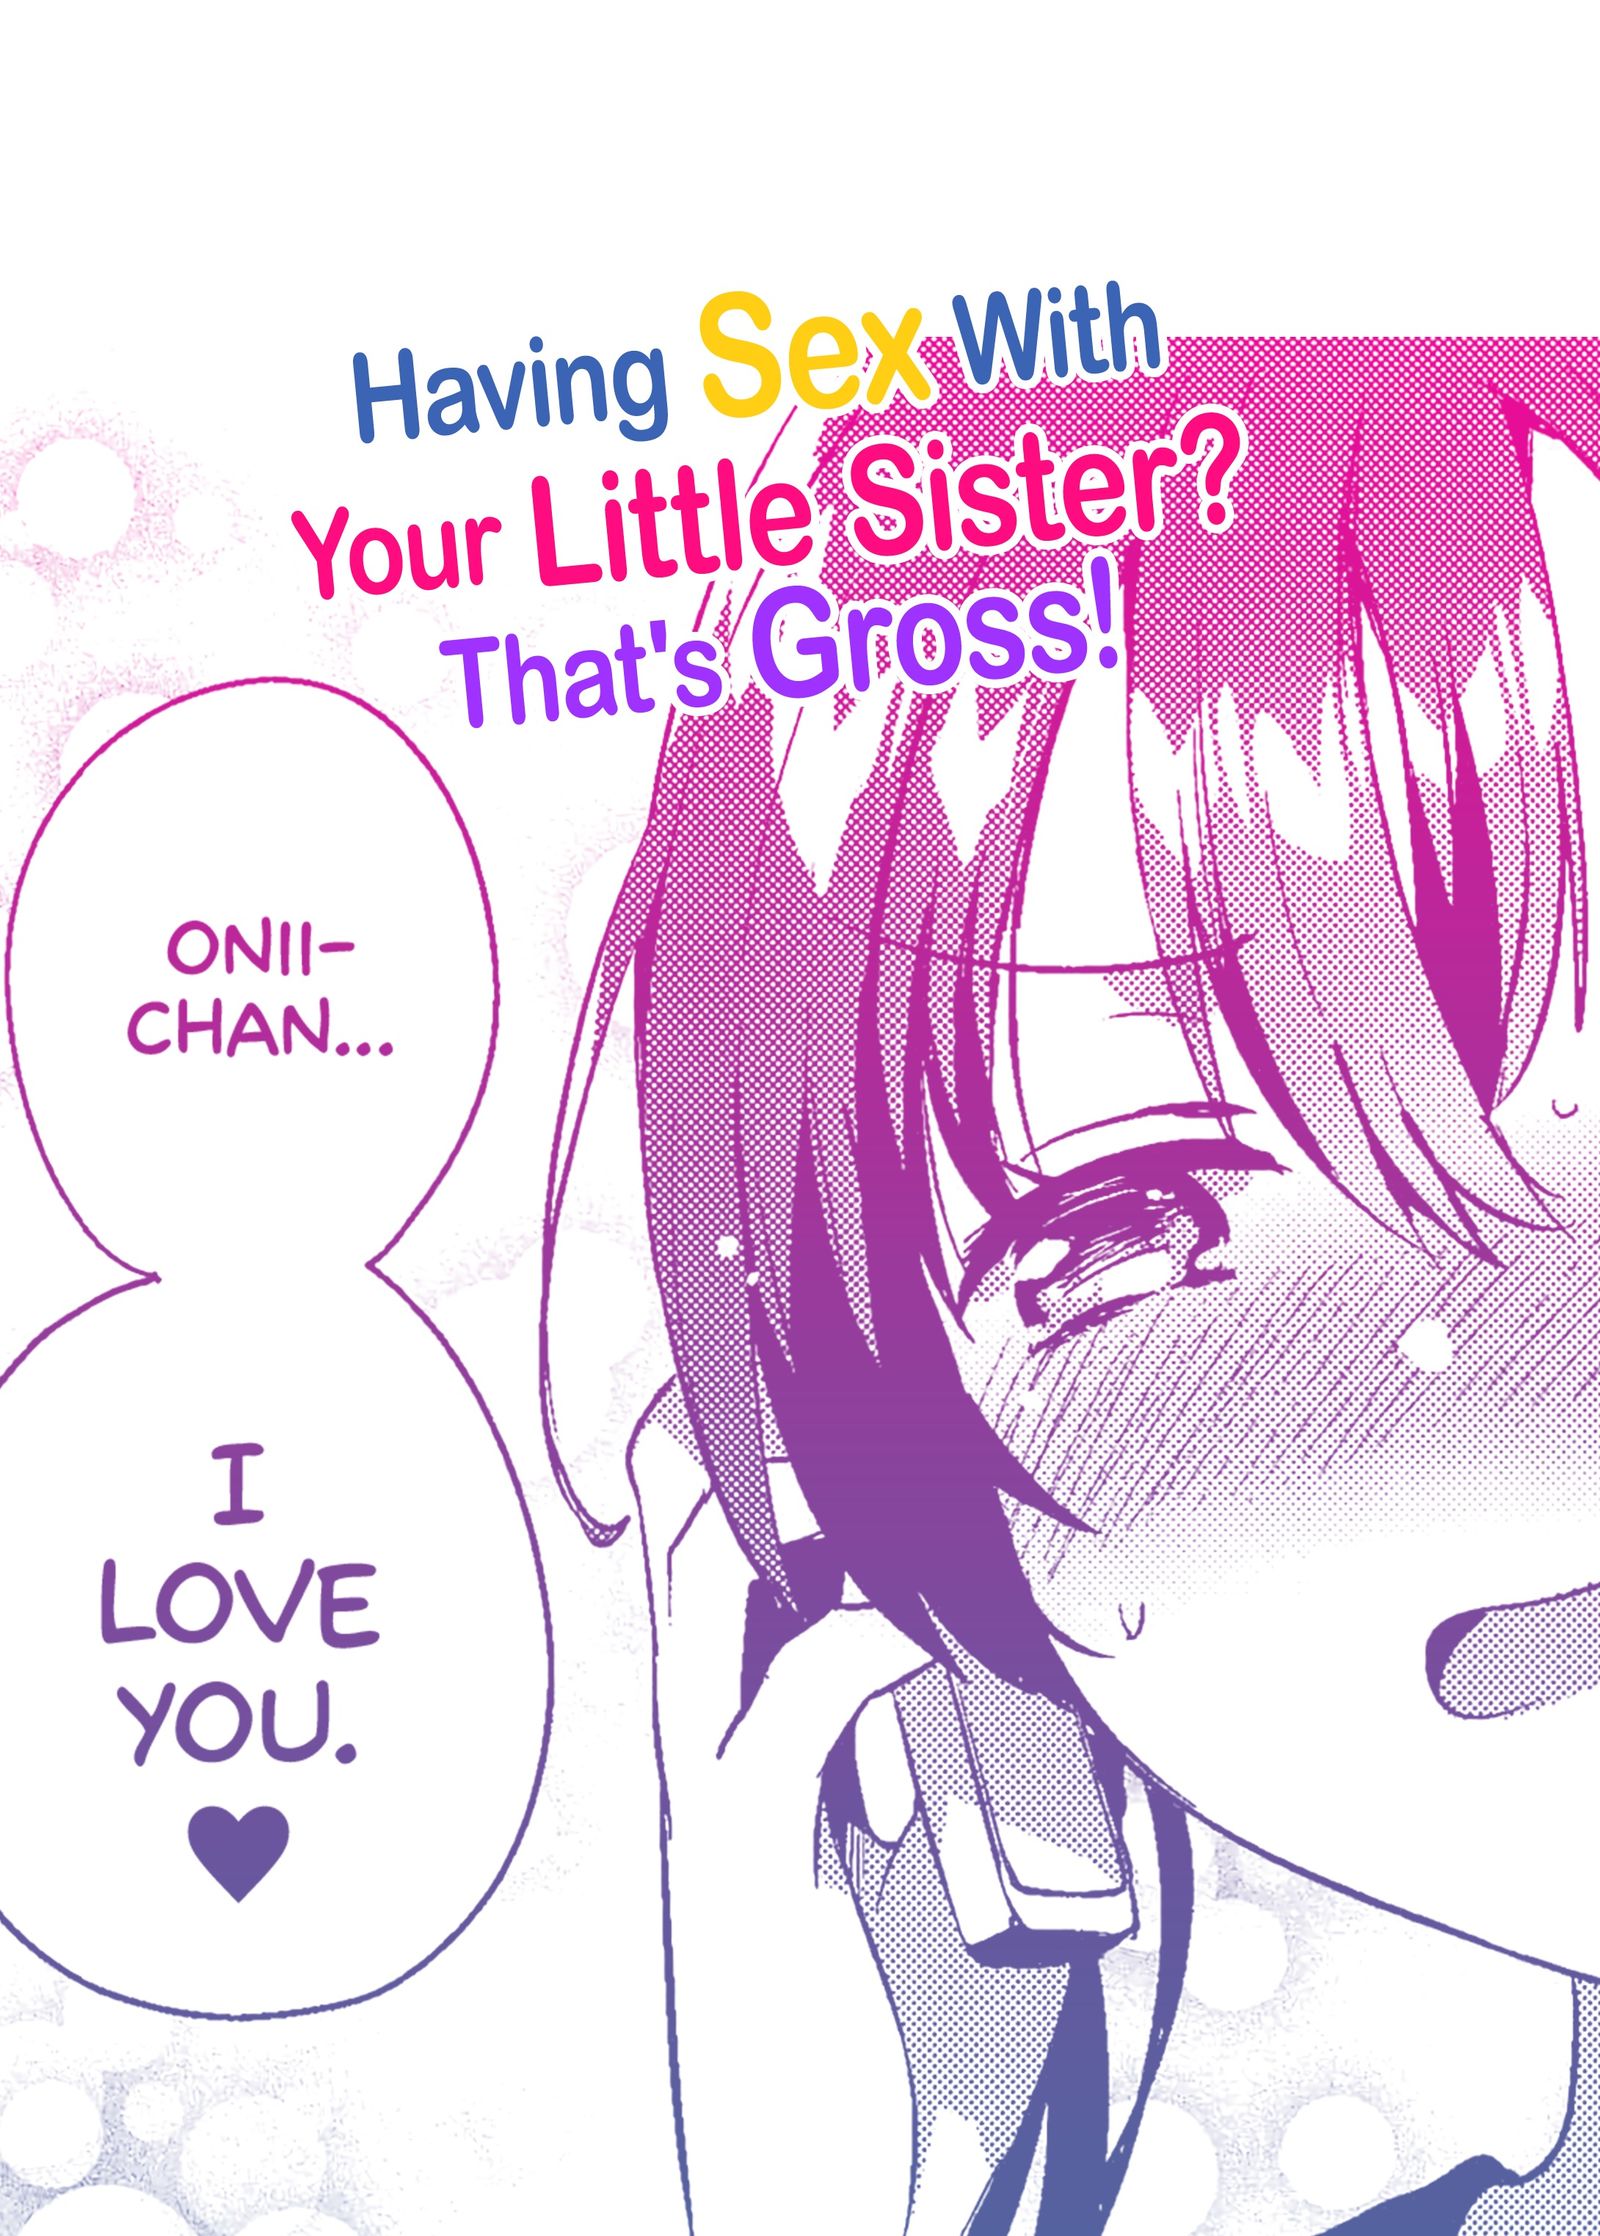 Having Sex With
Your Little Sister?
That's Gross!
ONII-
CHAN...
I
LOVE
YOU.
♥